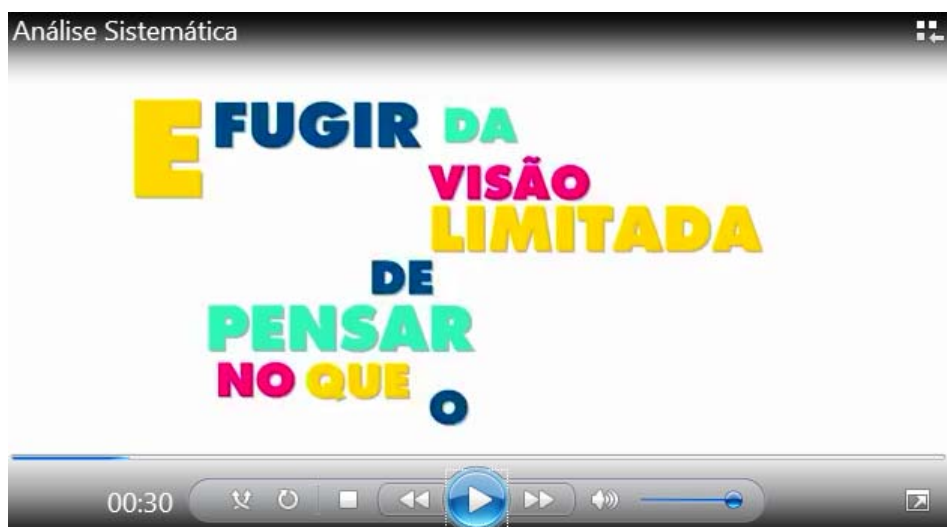 Análise Sistemática
E FUGIR DA
VISÃO
LIMITADA
DE
PENSAR
NO QUE O
00:30